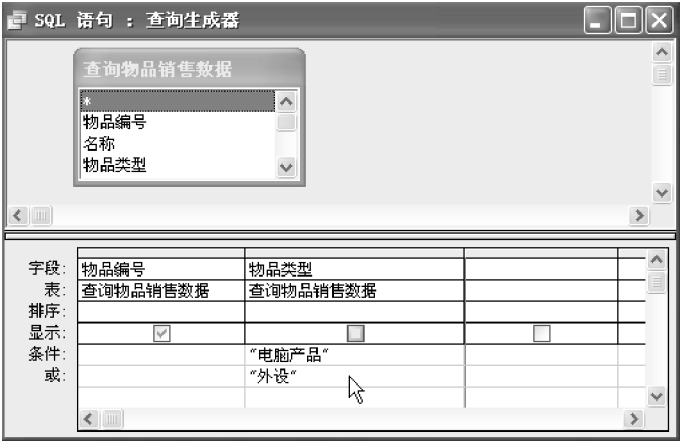 SQL 语句 : 查询生成器
查询物品销售数据
*
物品编号
名称
物品类型
字段: 物品编号 物品类型
表: 查询物品销售数据 查询物品销售数据
排序:
显示:
条件: "电脑产品"
或: "外设"